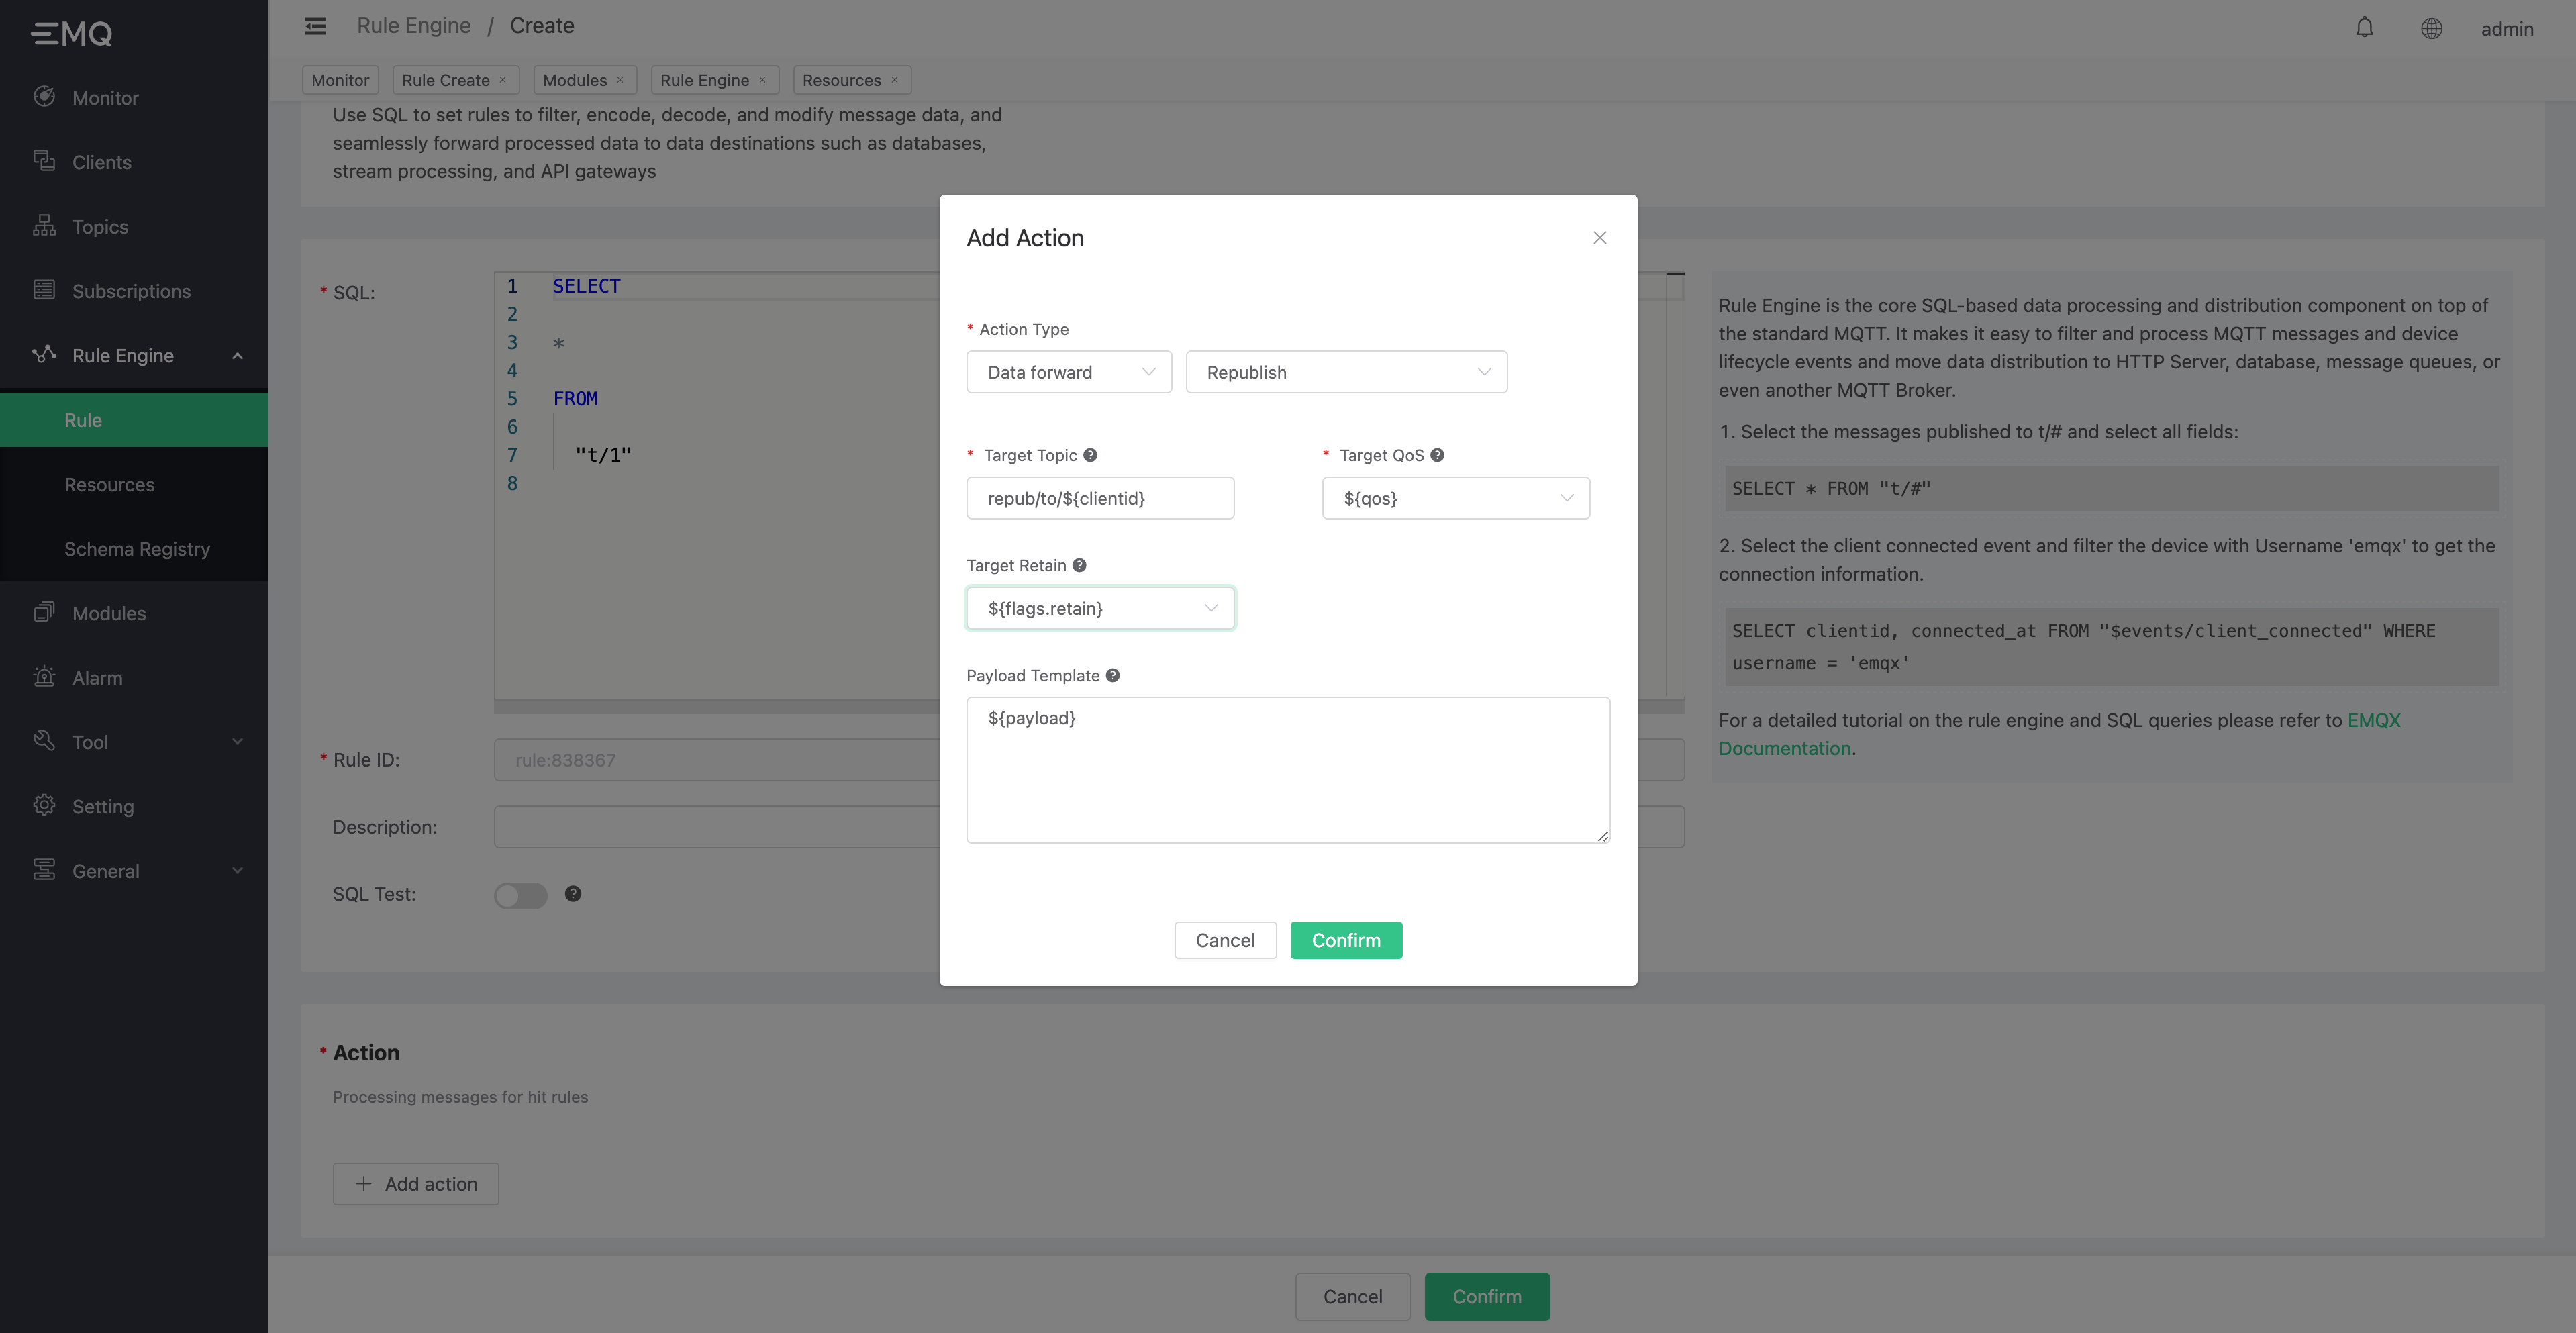 EMQ
Monitor
Clients
Topics
Subscriptions
Rule Engine
Rule
Resources
Schema Registry
Modules
Alarm
Tool
Setting
General
Rule Engine / Create
admin
Monitor
Rule Create ×
Modules ×
Rule Engine ×
Resources ×
Use SQL to set rules to filter, encode, decode, and modify message data, and
seamlessly forward processed data to data destinations such as databases,
stream processing, and API gateways
* SQL:
1 SELECT
2
3 *
4
5 FROM
6
7 "t/1"
8
* Rule ID:
rule:838367
Description:
SQL Test:
Rule Engine is the core SQL-based data processing and distribution component on top of
the standard MQTT. It makes it easy to filter and process MQTT messages and device
lifecycle events and move data distribution to HTTP Server, database, message queues, or
even another MQTT Broker.
1. Select the messages published to t/# and select all fields:
SELECT * FROM "t/#"
2. Select the client connected event and filter the device with Username 'emqx' to get the
connection information.
SELECT clientid, connected_at FROM "$events/client_connected" WHERE
username = 'emqx'
For a detailed tutorial on the rule engine and SQL queries please refer to EMQX
Documentation.
Add Action
* Action Type
Data forward
Republish
* Target Topic
* Target QoS
repub/to/${clientid}
${qos}
Target Retain
${flags.retain}
Payload Template
${payload}
Cancel
Confirm
* Action
Processing messages for hit rules
+ Add action
Cancel
Confirm